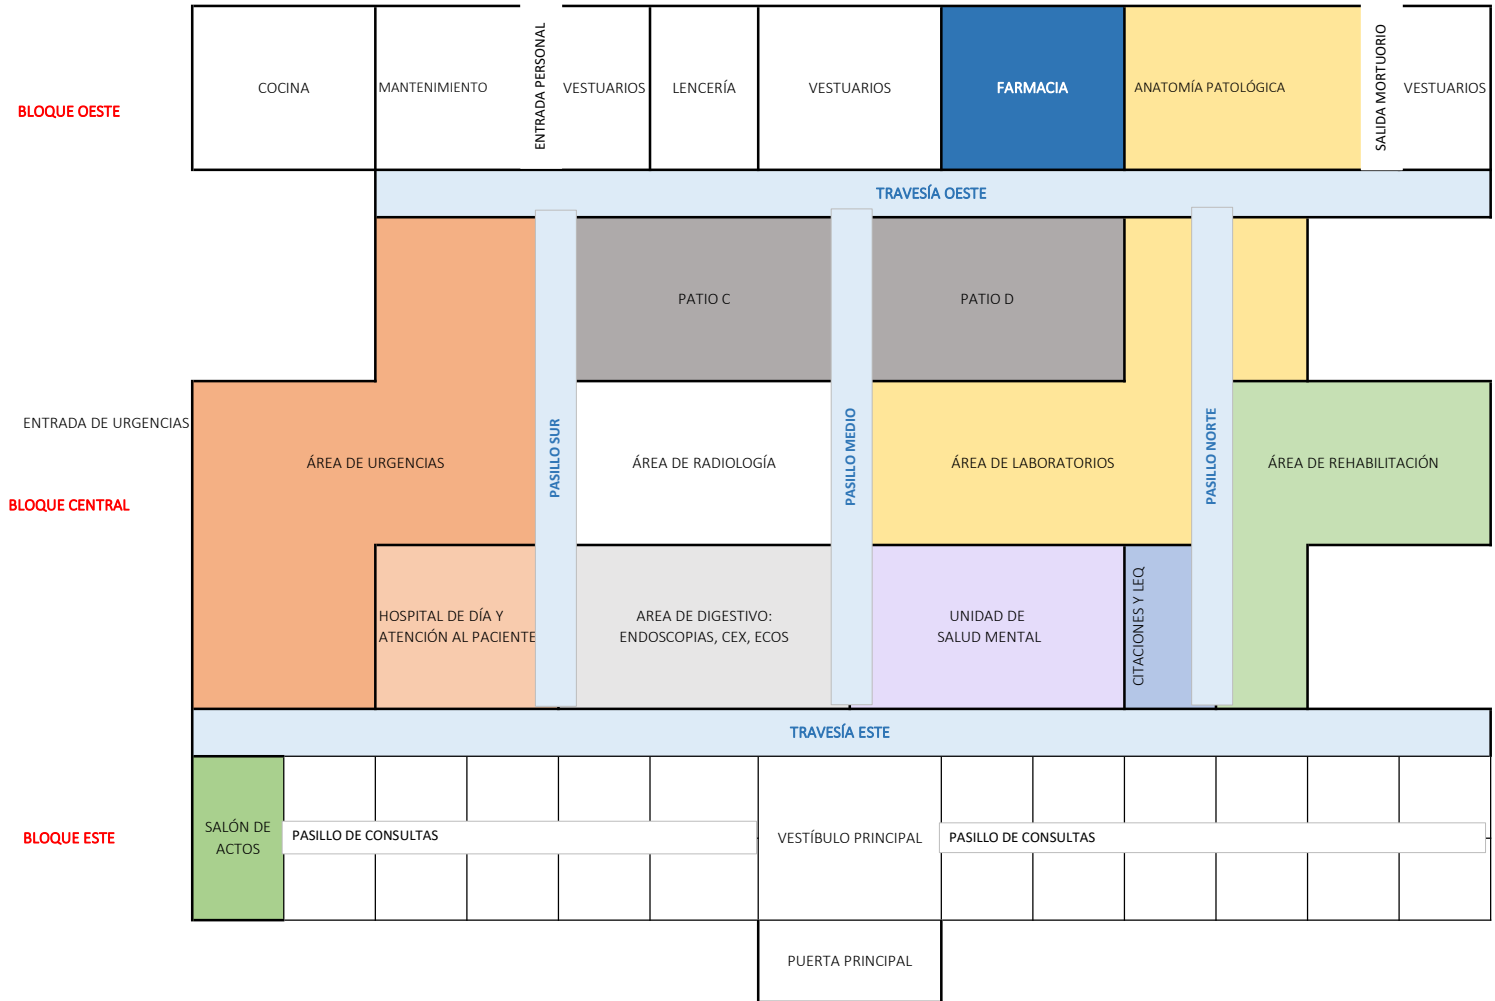 COCINA
MANTENIMIENTO
ENTRADA PERSONAL
VESTUARIOS
LENCERÍA
VESTUARIOS
FARMACIA
ANATOMÍA PATOLÓGICA
SALIDA MORTUORIO
VESTUARIOS
BLOQUE OESTE
TRAVESÍA OESTE
PATIO C
PATIO D
ENTRADA DE URGENCIAS
ÁREA DE URGENCIAS
PASILLO SUR
ÁREA DE RADIOLOGÍA
PASILLO MEDIO
ÁREA DE LABORATORIOS
PASILLO NORTE
ÁREA DE REHABILITACIÓN
BLOQUE CENTRAL
HOSPITAL DE DÍA Y
ATENCIÓN AL PACIENTE
AREA DE DIGESTIVO:
ENDOSCOPIAS, CEX, ECOS
UNIDAD DE
SALUD MENTAL
CITACIONES Y LEQ
TRAVESÍA ESTE
BLOQUE ESTE
SALÓN DE
ACTOS
PASILLO DE CONSULTAS
VESTÍBULO PRINCIPAL
PASILLO DE CONSULTAS
PUERTA PRINCIPAL